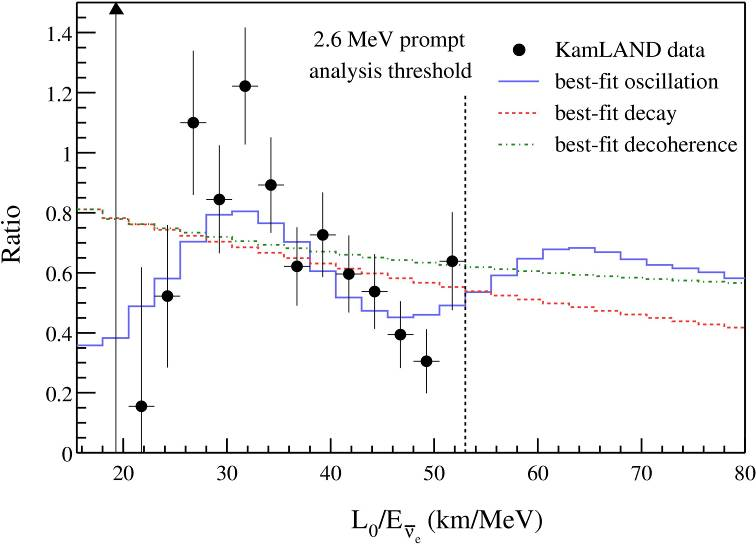 2.6 MeV prompt
analysis threshold
KamLAND data
best-fit oscillation
best-fit decay
best-fit decoherence
Ratio
1.4
1.2
1
0.8
0.6
0.4
0.2
0
20 30 40 50 60 70 80
L₀/E_ν̄ₑ (km/MeV)